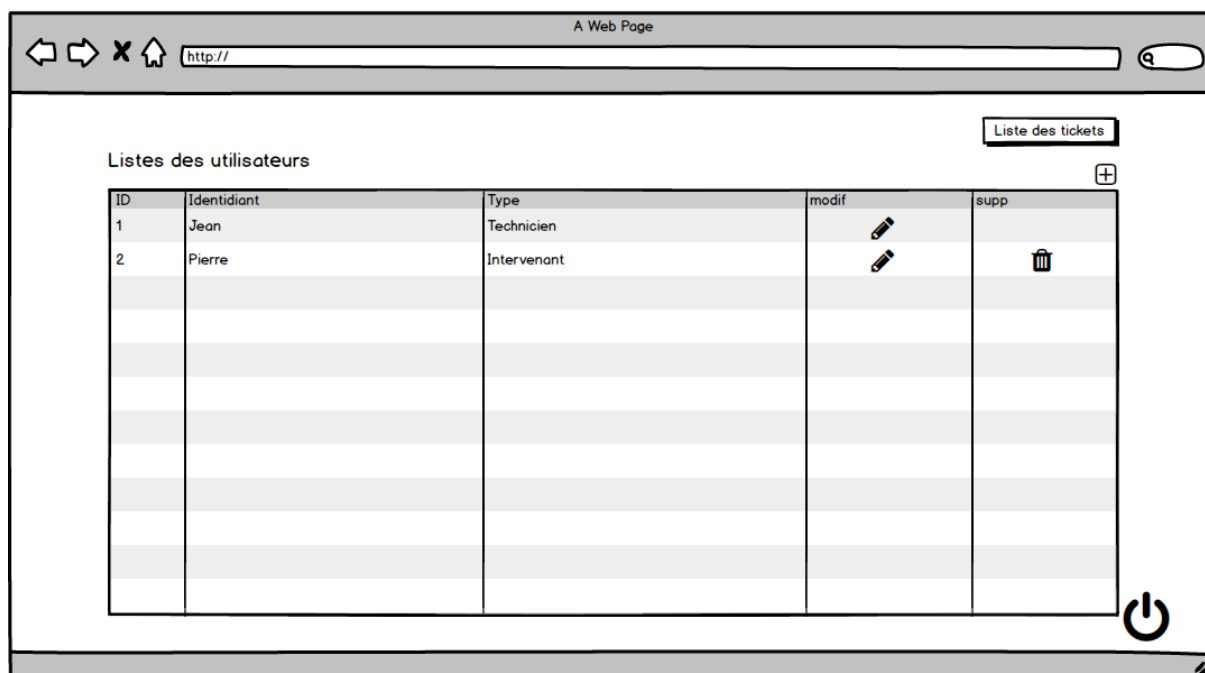 A Web Page
http://
Liste des tickets
Listes des utilisateurs
ID Identidiant Type modif supp
1 Jean Technicien
2 Pierre Intervenant